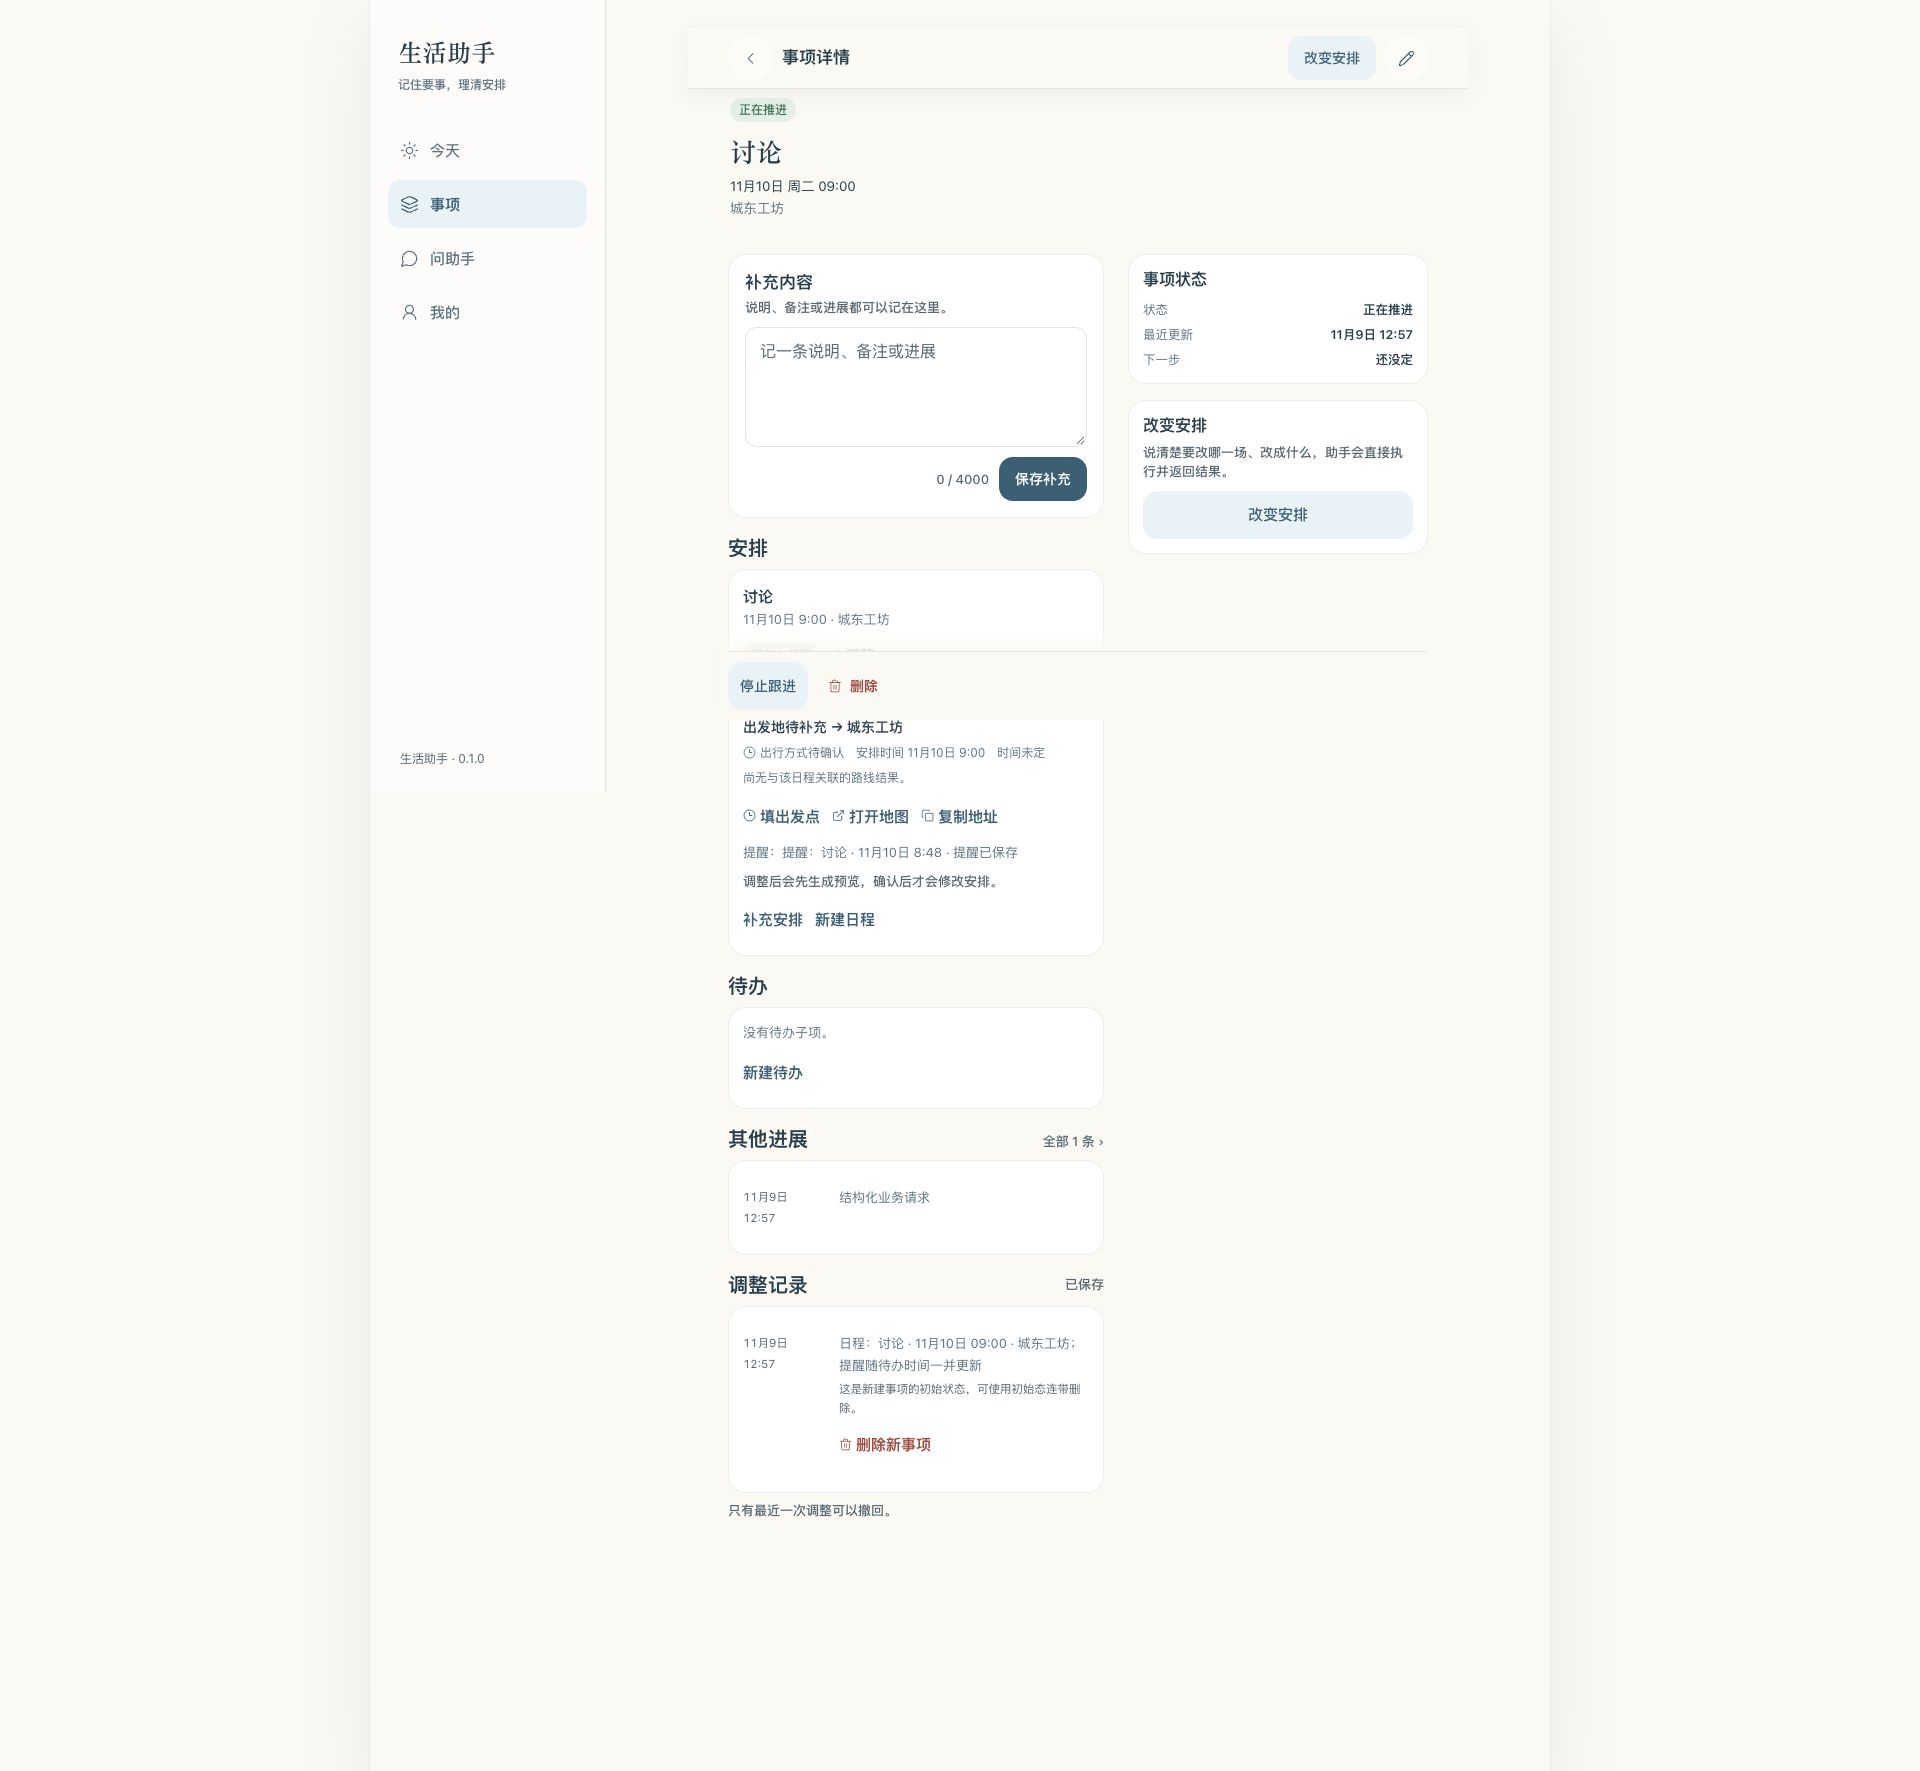 生活助手
记住要事，理清安排
今天
事项
问助手
我的
生活助手 · 0.1.0
事项详情
改变安排
正在推进
讨论
11月10日 周二 09:00
城东工坊
补充内容
说明、备注或进展都可以记在这里。
记一条说明、备注或进展
0 / 4000
保存补充
事项状态
状态 正在推进
最近更新 11月9日 12:57
下一步 还没定
改变安排
说清楚要改哪一场、改成什么，助手会直接执
行并返回结果。
改变安排
安排
讨论
11月10日 9:00 · 城东工坊
停止跟进 删除
出发地待补充 → 城东工坊
出行方式待确认 安排时间 11月10日 9:00 时间未定
尚无与该日程关联的路线结果。
填出发点 打开地图 复制地址
提醒：提醒：讨论 · 11月10日 8:48 · 提醒已保存
调整后会先生成预览，确认后才会修改安排。
补充安排 新建日程
待办
没有待办子项。
新建待办
其他进展 全部 1 条 ›
11月9日
12:57
结构化业务请求
调整记录 已保存
11月9日
12:57
日程：讨论 · 11月10日 09:00 · 城东工坊；
提醒随待办时间一并更新
这是新建事项的初始状态，可使用初始态连带删
除。
删除新事项
只有最近一次调整可以撤回。